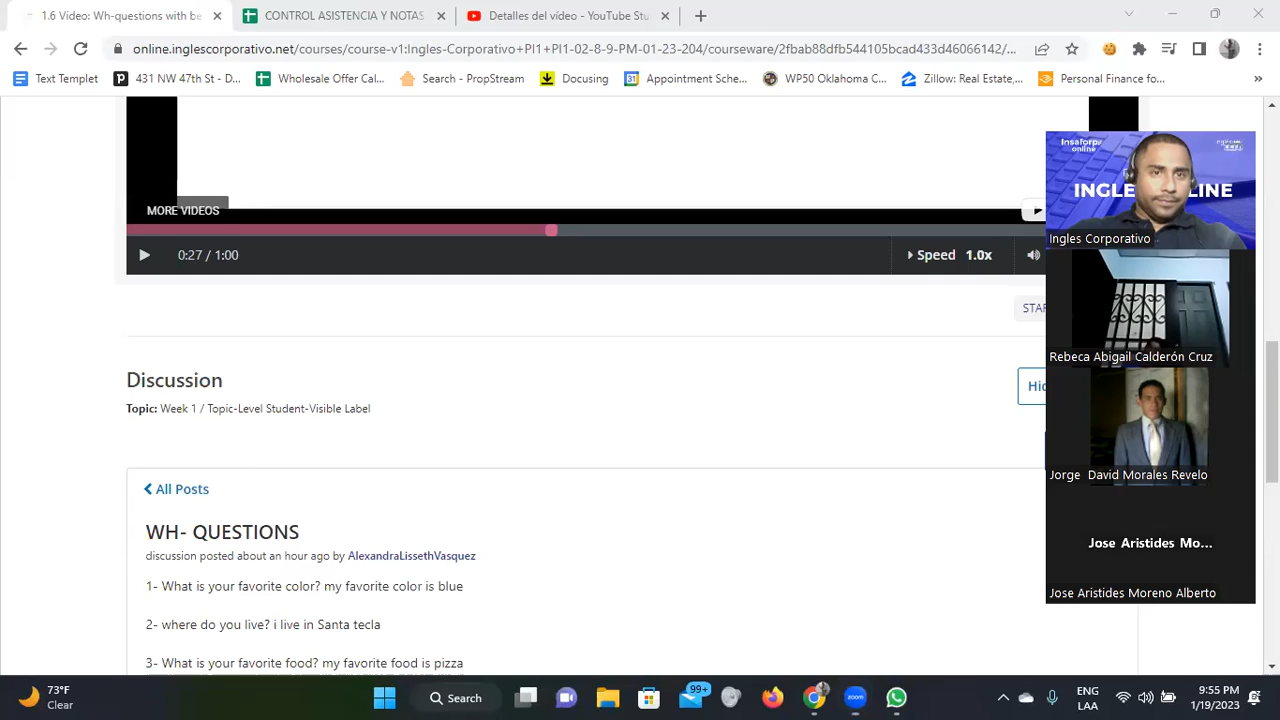 1.6 Video: Wh-questions with be
CONTROL ASISTENCIA Y NOTAS
Detalles del vídeo - YouTube Stu
online.inglescorporativo.net/courses/course-v1:Ingles-Corporativo+PI1+PI1-02-8-9-PM-01-23-204/courseware/2fbab88dfb544105bcad433d46066142/...
Text Templet
431 NW 47th St - D...
Wholesale Offer Cal...
Search - PropStream
Docusing
Appointment Sche...
WP50 Oklahoma C...
Zillow: Real Estate,...
Personal Finance fo...
»
MORE VIDEOS
0:27 / 1:00
Speed 1.0x
STAF
Discussion
Hid
Topic: Week 1 / Topic-Level Student-Visible Label
All Posts
WH- QUESTIONS
discussion posted about an hour ago by AlexandraLissethVasquez
1- What is your favorite color? my favorite color is blue
2- where do you live? i live in Santa tecla
3- What is your favorite food? my favorite food is pizza
online
Ingles Corporativo
Rebeca Abigail Calderón Cruz
Jorge David Morales Revelo
Jose Aristides Mo...
Jose Aristides Moreno Alberto
73°F
Clear
Search
99+
zoom
ENG
LAA
9:55 PM
1/19/2023